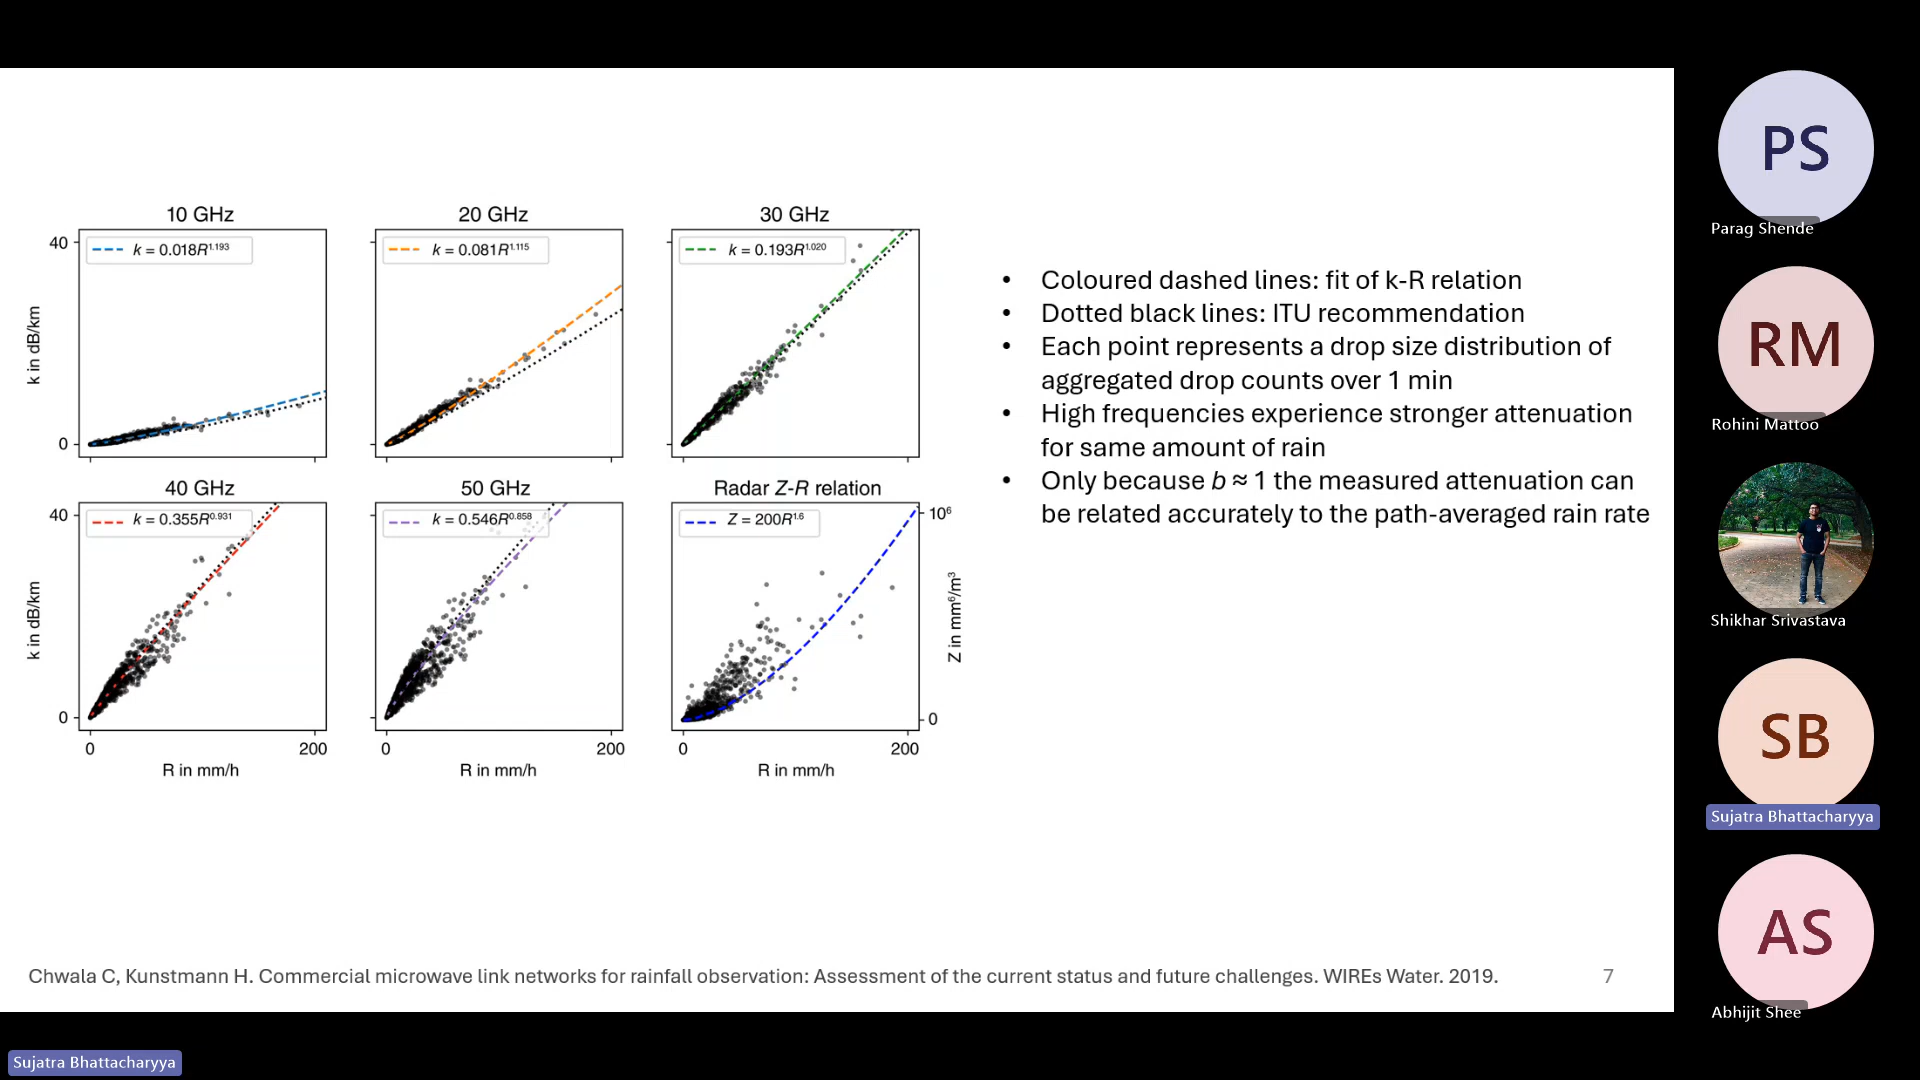 10 GHz
k = 0.018R1.193
40
0
k in dB/km
20 GHz
k = 0.081R1.115
30 GHz
k = 0.193R1.020
40 GHz
k = 0.355R0.931
40
0
k in dB/km
0
200
R in mm/h
50 GHz
k = 0.546R0.858
0
200
R in mm/h
Radar Z-R relation
Z = 200R1.6
10⁶
0
Z in mm⁶/m³
0
200
R in mm/h
• Coloured dashed lines: fit of k-R relation
• Dotted black lines: ITU recommendation
• Each point represents a drop size distribution of
aggregated drop counts over 1 min
• High frequencies experience stronger attenuation
for same amount of rain
• Only because b ≈ 1 the measured attenuation can
be related accurately to the path-averaged rain rate
Chwala C, Kunstmann H. Commercial microwave link networks for rainfall observation: Assessment of the current status and future challenges. WIREs Water. 2019.
7
PS
Parag Shende
RM
Rohini Mattoo
Shikhar Srivastava
SB
Sujatra Bhattacharyya
AS
Abhijit Shee
Sujatra Bhattacharyya